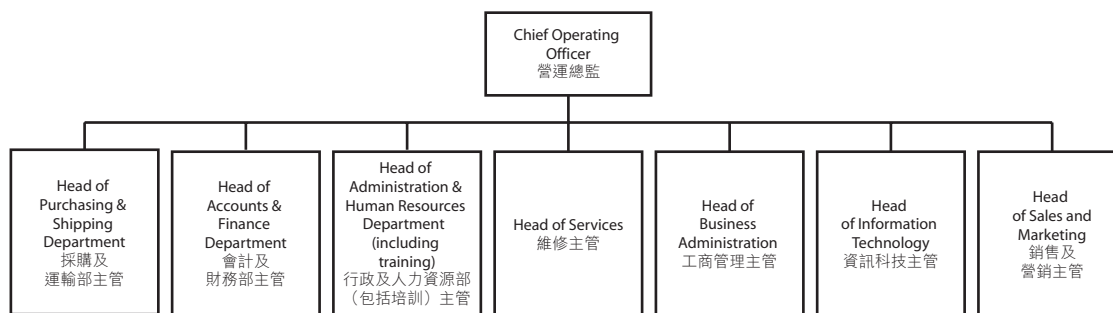 Chief Operating
Officer
營運總監
Head of
Purchasing &
Shipping
Department
採購及
運輸部主管
Head of
Accounts &
Finance
Department
會計及
財務部主管
Head of
Administration &
Human Resources
Department
(including
training)
行政及人力資源部
（包括培訓）主管
Head of Services
維修主管
Head of
Business
Administration
工商管理主管
Head
of Information
Technology
資訊科技主管
Head
of Sales and
Marketing
銷售及
營銷主管